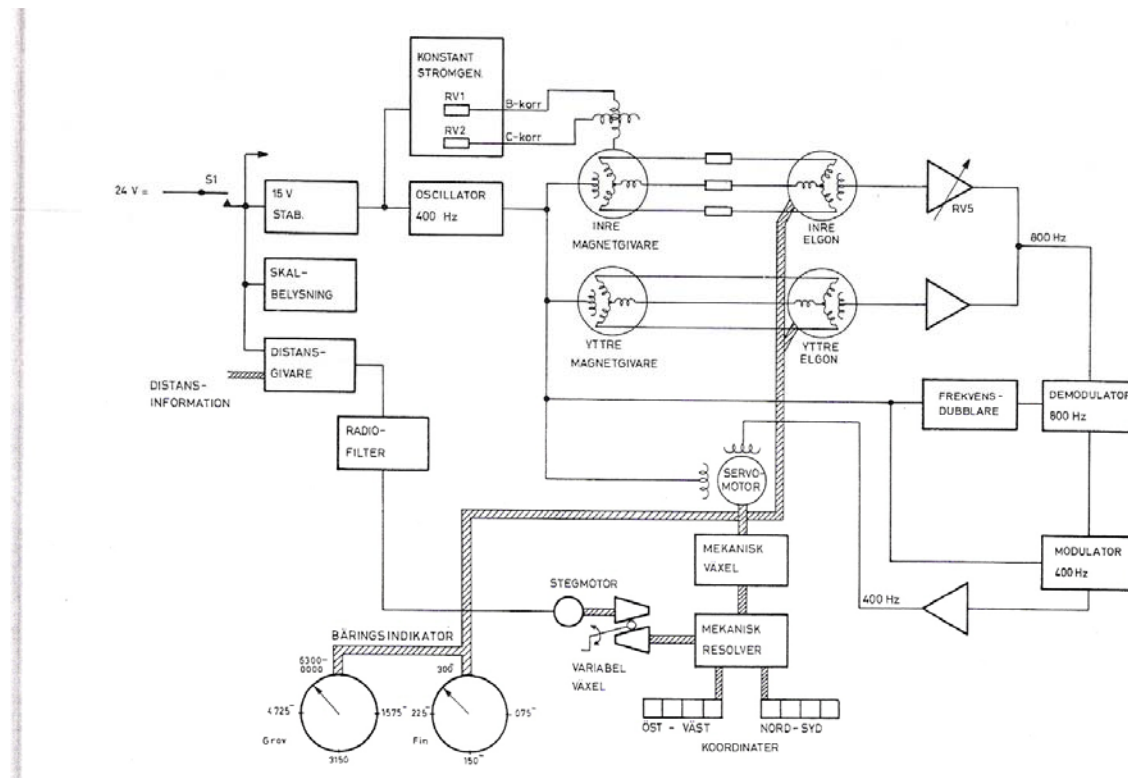 KONSTANT
STRÖMGEN.
RV1
B-korr
RV2
C-korr
24 V =
S1
15 V
STAB.
OSCILLATOR
400 Hz
INRE
MAGNETGIVARE
INRE
ELGON
RV5
800 Hz
SKAL-
BELYSNING
YTTRE
MAGNETGIVARE
YTTRE
ELGON
DISTANS-
GIVARE
DISTANS-
INFORMATION
RADIO-
FILTER
FREKVENS-
DUBBLARE
DEMODULATOR
800 Hz
SERVO-
MOTOR
MEKANISK
VÄXEL
MODULATOR
400 Hz
400 Hz
STEGMOTOR
MEKANISK
RESOLVER
VARIABEL
VÄXEL
BÄRINGSINDIKATOR
6300-
0000
4725
1575
3150
Grov
300
225
075
150
Fin
ÖST - VÄST
NORD-SYD
KOORDINATER